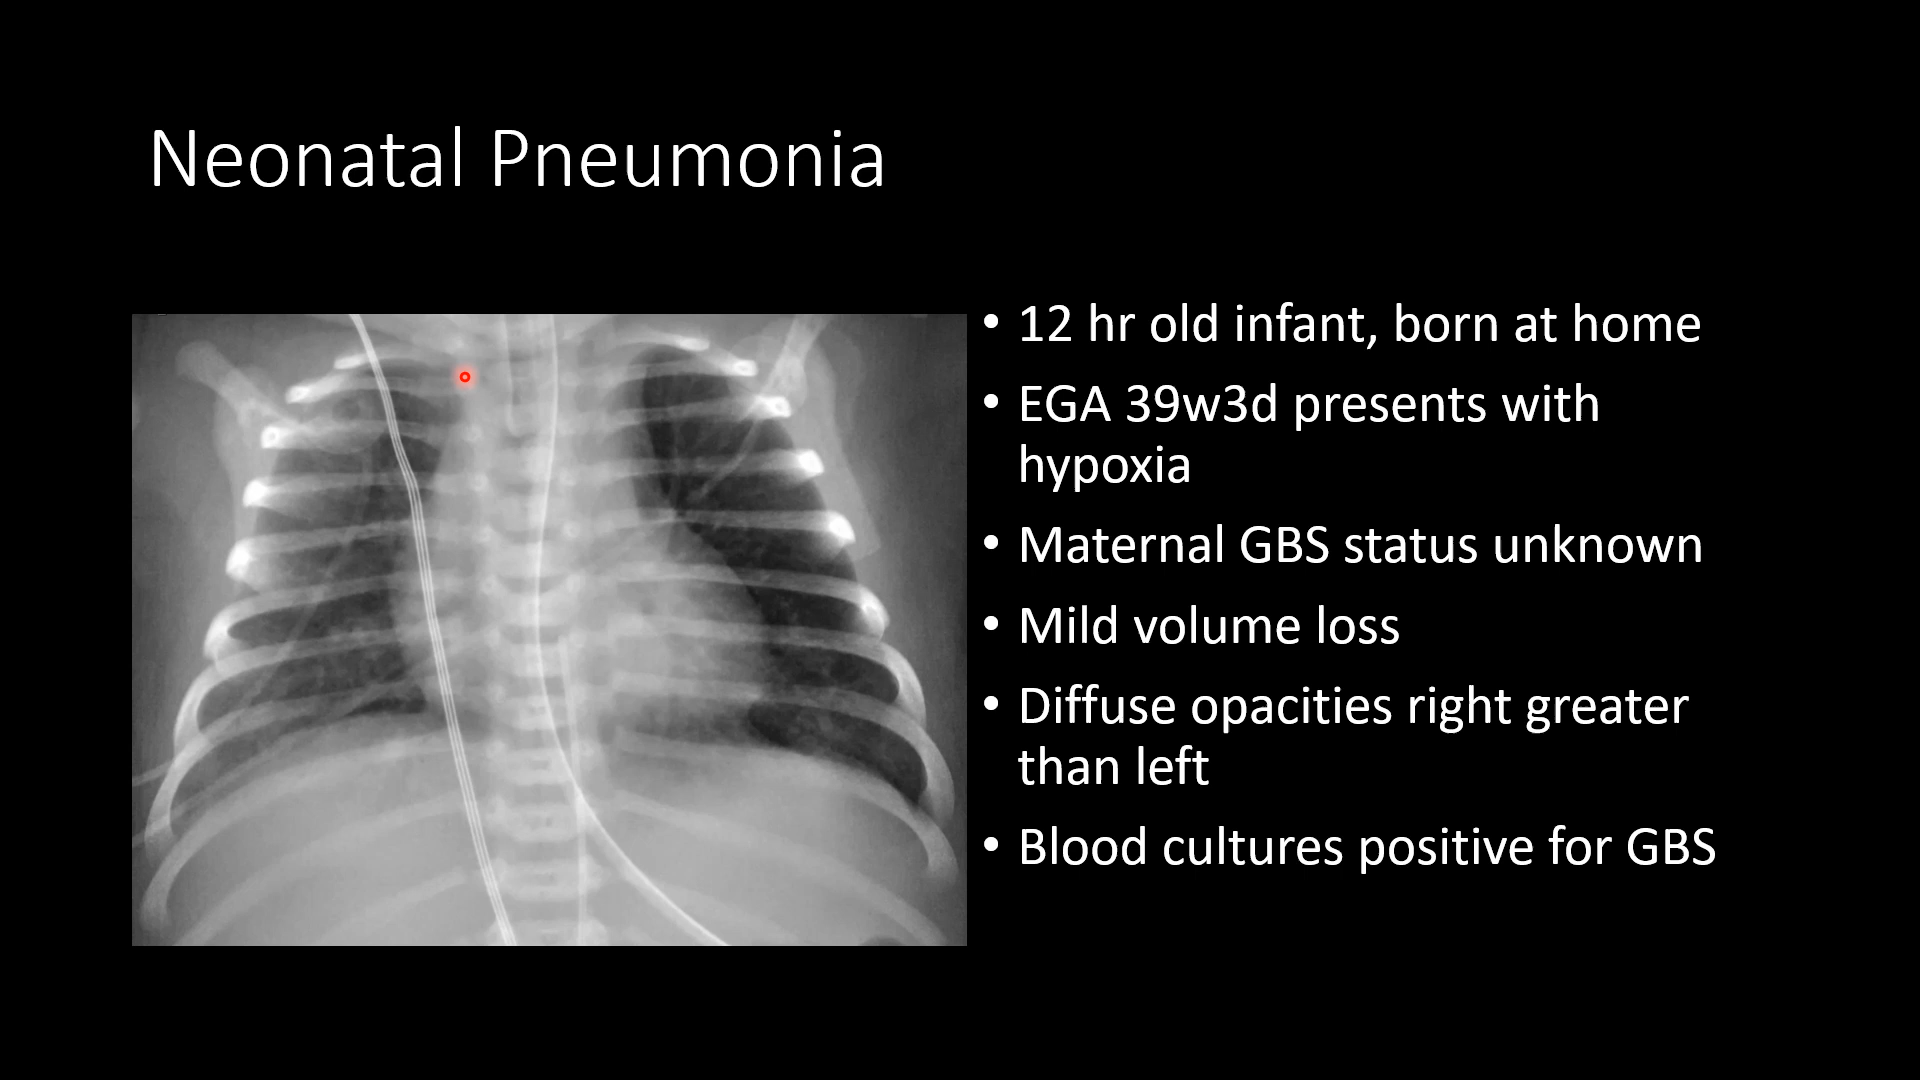 Neonatal Pneumonia
• 12 hr old infant, born at home
• EGA 39w3d presents with
hypoxia
• Maternal GBS status unknown
• Mild volume loss
• Diffuse opacities right greater
than left
• Blood cultures positive for GBS